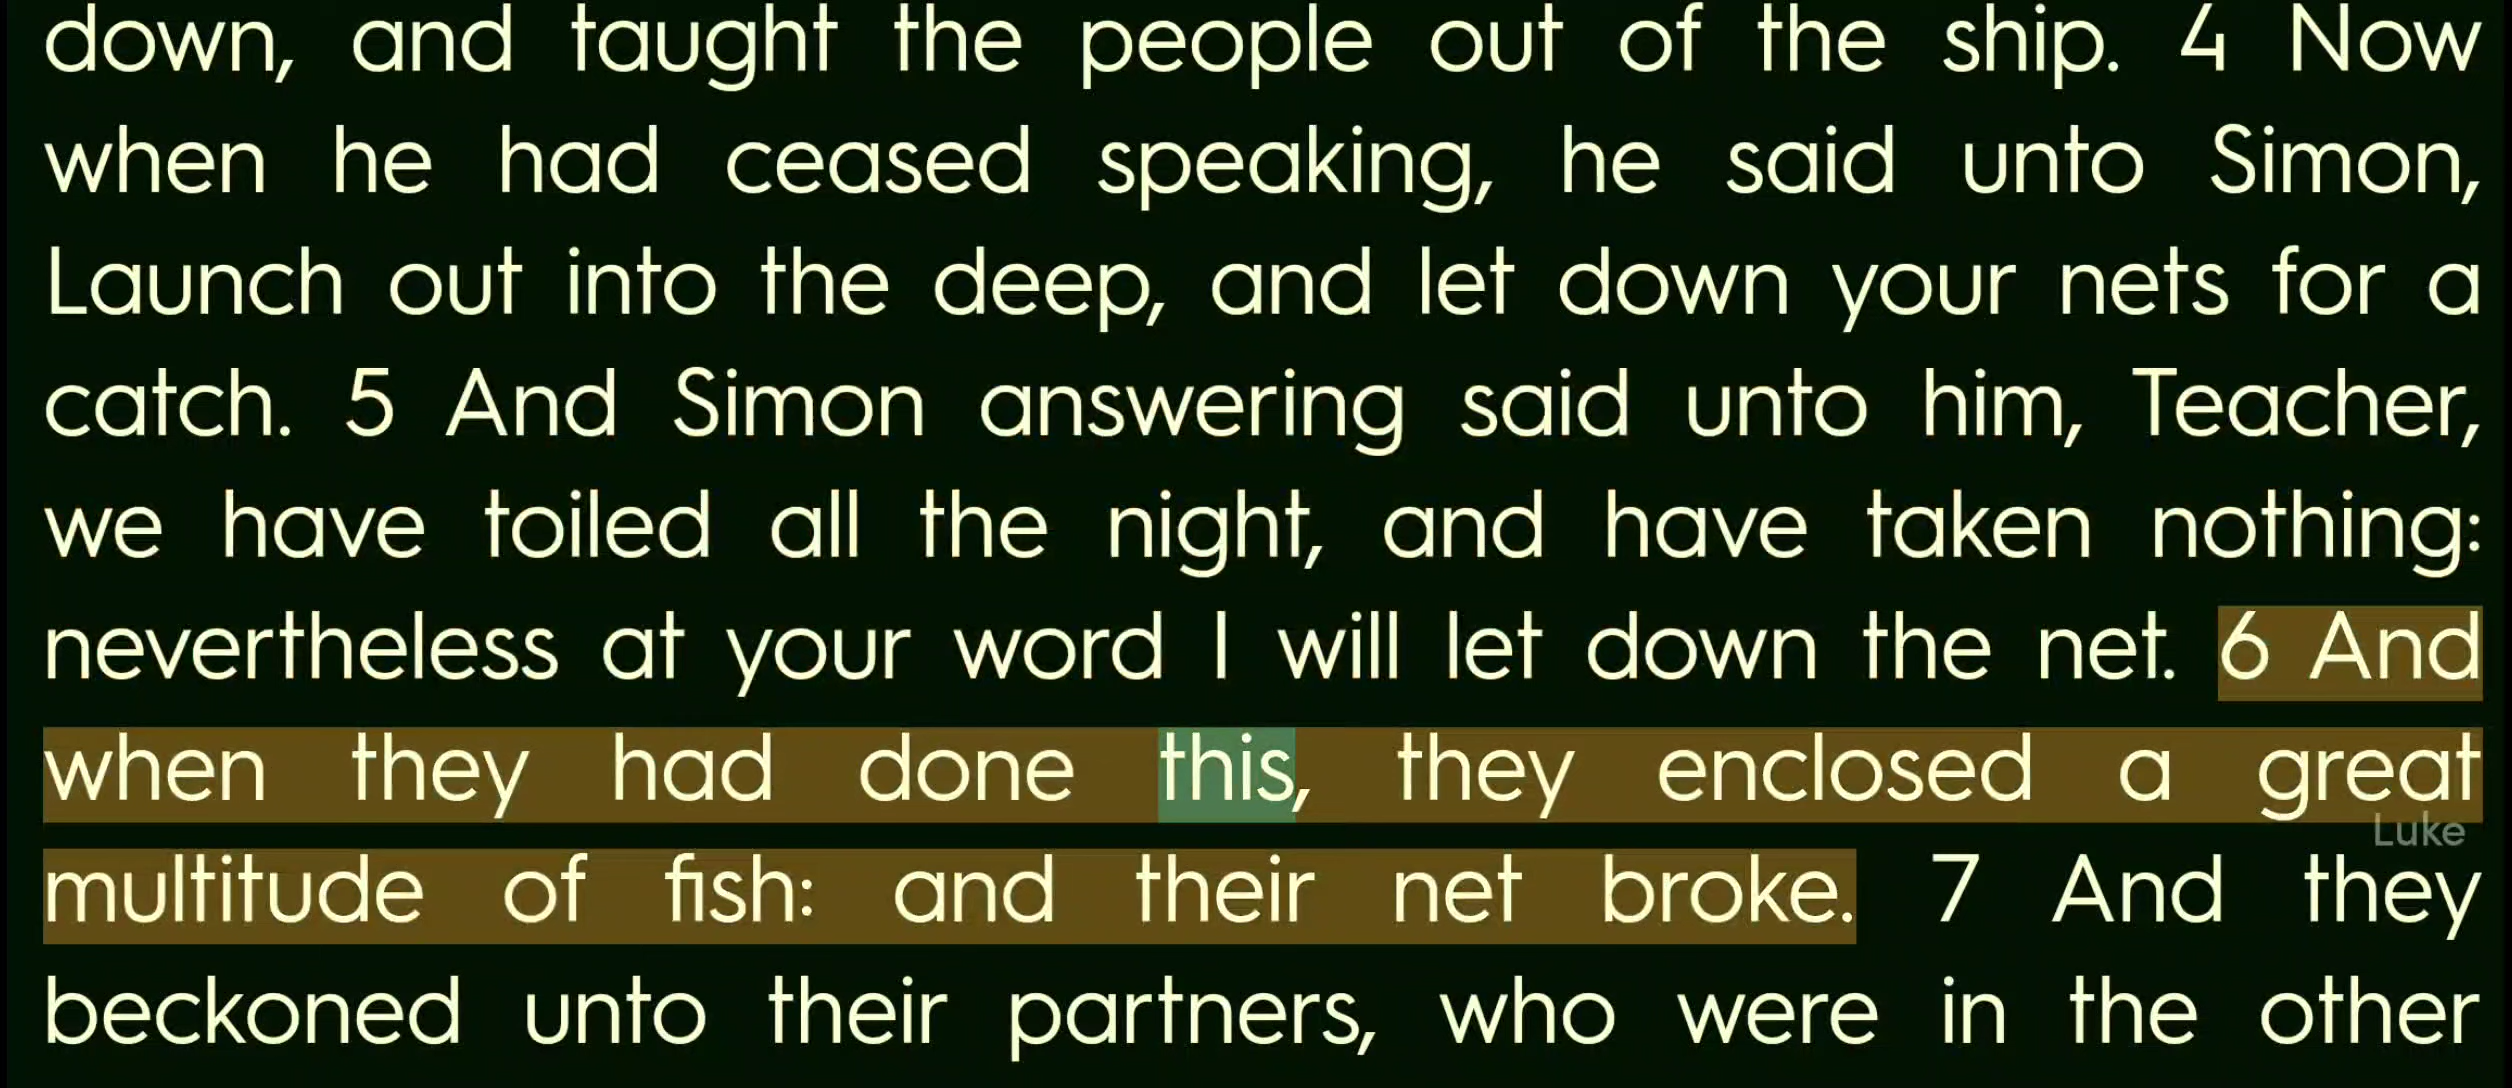 down, and taught the people out of the ship. 4 Now
when he had ceased speaking, he said unto Simon,
Launch out into the deep, and let down your nets for a
catch. 5 And Simon answering said unto him, Teacher,
we have toiled all the night, and have taken nothing:
nevertheless at your word I will let down the net. 6 And
when they had done this, they enclosed a great
Luke
multitude of fish: and their net broke. 7 And they
beckoned unto their partners, who were in the other